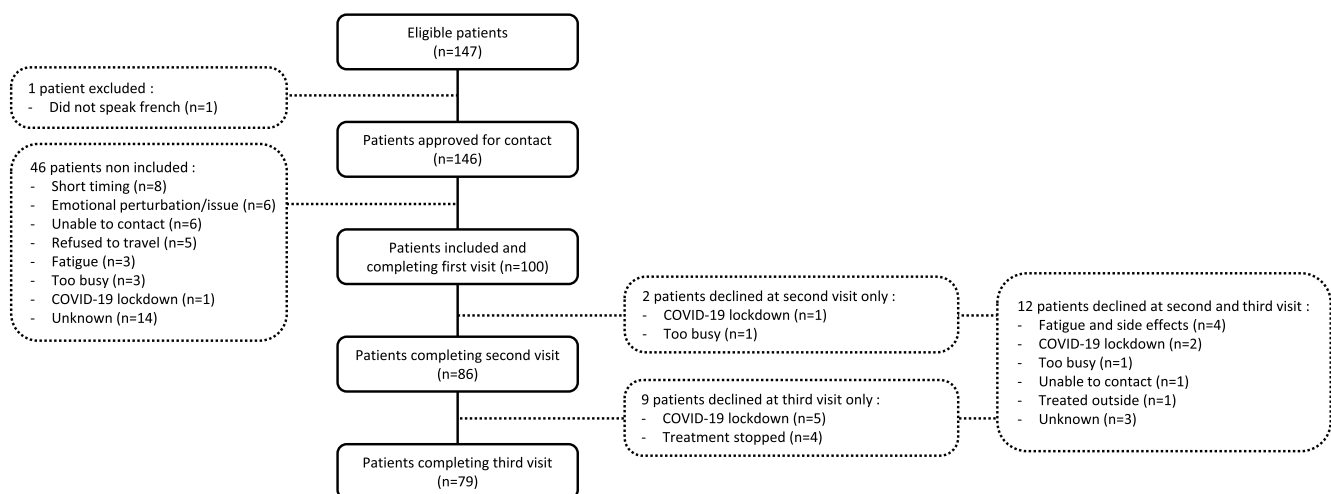 Eligible patients
(n=147)
1 patient excluded :
- Did not speak french (n=1)
Patients approved for contact
(n=146)
46 patients non included :
- Short timing (n=8)
- Emotional perturbation/issue (n=6)
- Unable to contact (n=6)
- Refused to travel (n=5)
- Fatigue (n=3)
- Too busy (n=3)
- COVID-19 lockdown (n=1)
- Unknown (n=14)
Patients included and
completing first visit (n=100)
2 patients declined at second visit only :
- COVID-19 lockdown (n=1)
- Too busy (n=1)
12 patients declined at second and third visit :
- Fatigue and side effects (n=4)
- COVID-19 lockdown (n=2)
- Too busy (n=1)
- Unable to contact (n=1)
- Treated outside (n=1)
- Unknown (n=3)
Patients completing second visit
(n=86)
9 patients declined at third visit only :
- COVID-19 lockdown (n=5)
- Treatment stopped (n=4)
Patients completing third visit
(n=79)